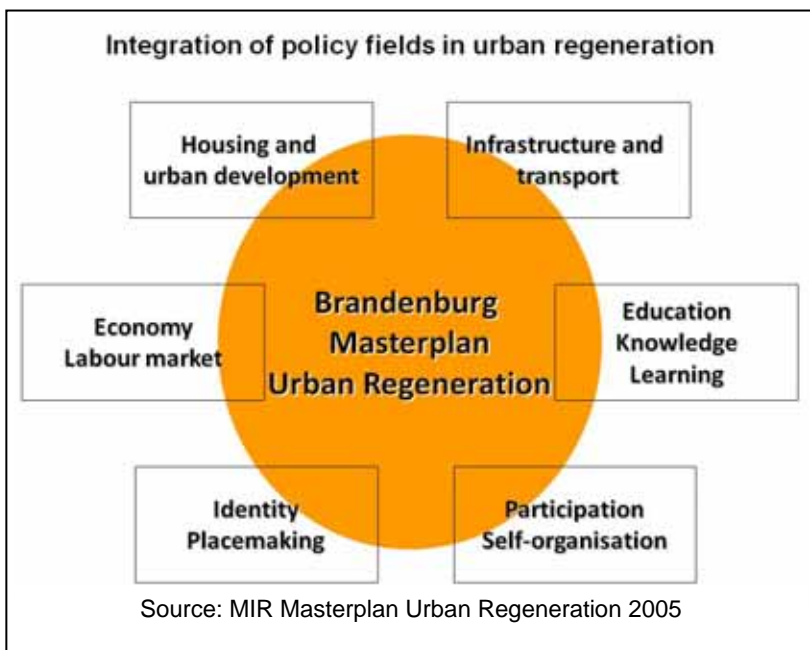 Integration of policy fields in urban regeneration
Housing and
urban development
Infrastructure and
transport
Brandenburg
Masterplan
Urban Regeneration
Economy
Labour market
Education
Knowledge
Learning
Identity
Placemaking
Participation
Self-organisation
Source: MIR Masterplan Urban Regeneration 2005